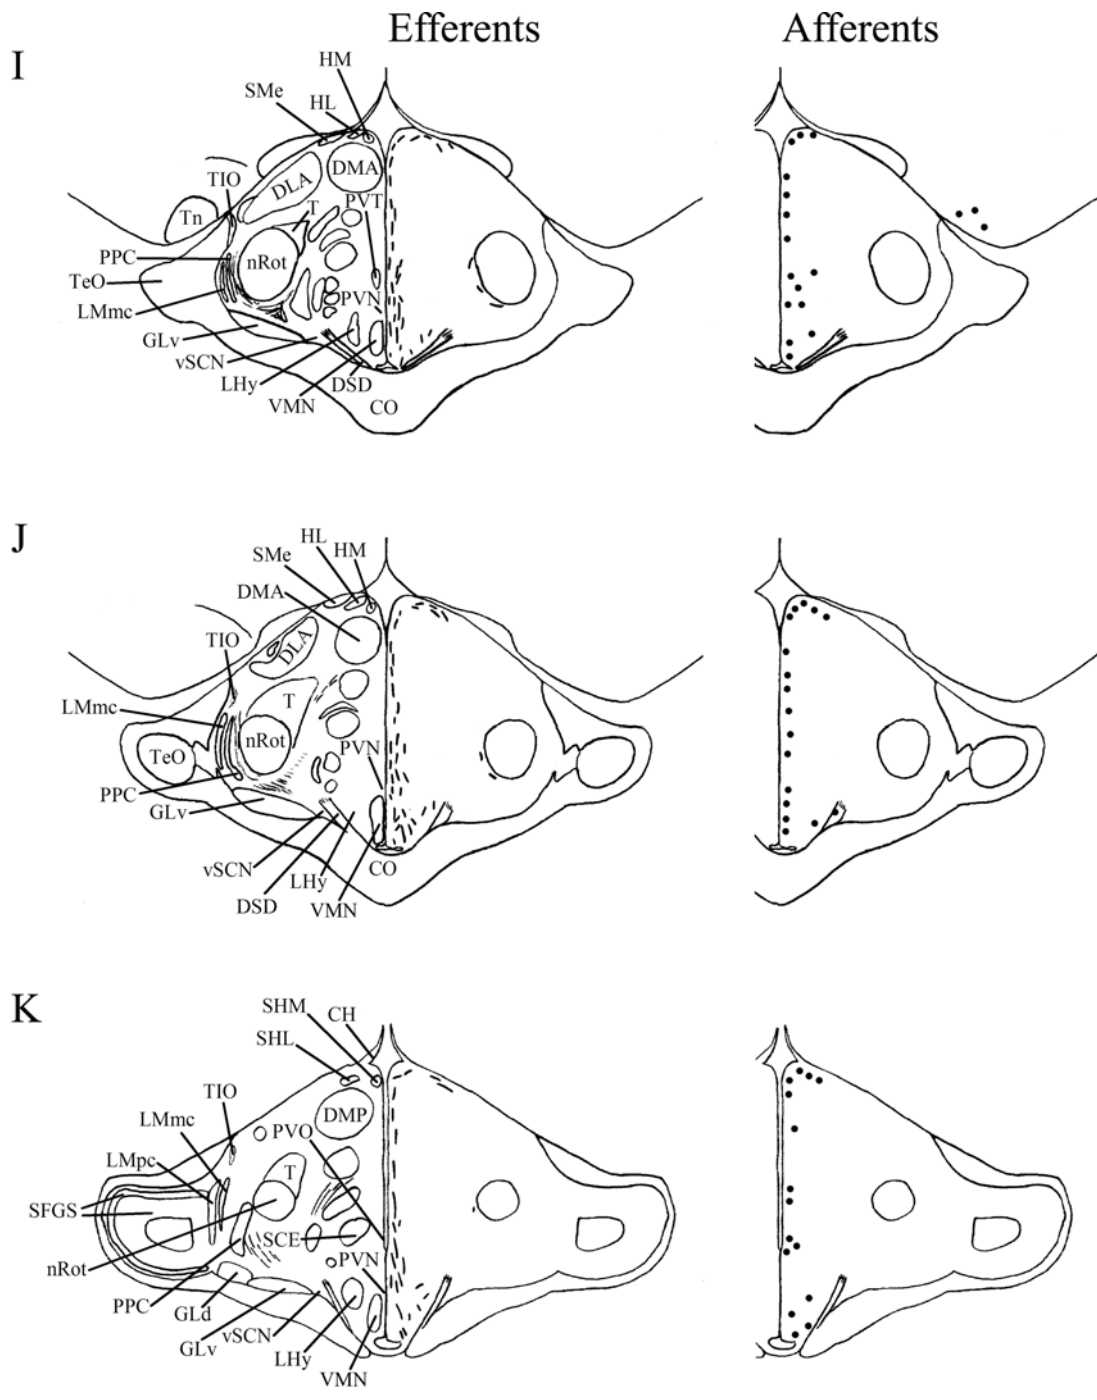 Efferents
Afferents
I
HM
SMe
HL
DMA
DLA
TIO
T
PVT
Tn
PPC
nRot
TeO
LMmc
PVN
GLv
vSCN
LHy
DSD
VMN
CO
J
HL
HM
SMe
DMA
TIO
DLA
LMmc
T
nRot
TeO
PVN
PPC
GLv
vSCN
CO
LHy
DSD
VMN
K
SHM
CH
SHL
TIO
LMmc
DMP
PVO
LMpc
T
SFGS
SCE
nRot
PVN
PPC
GLd
vSCN
GLv
LHy
VMN